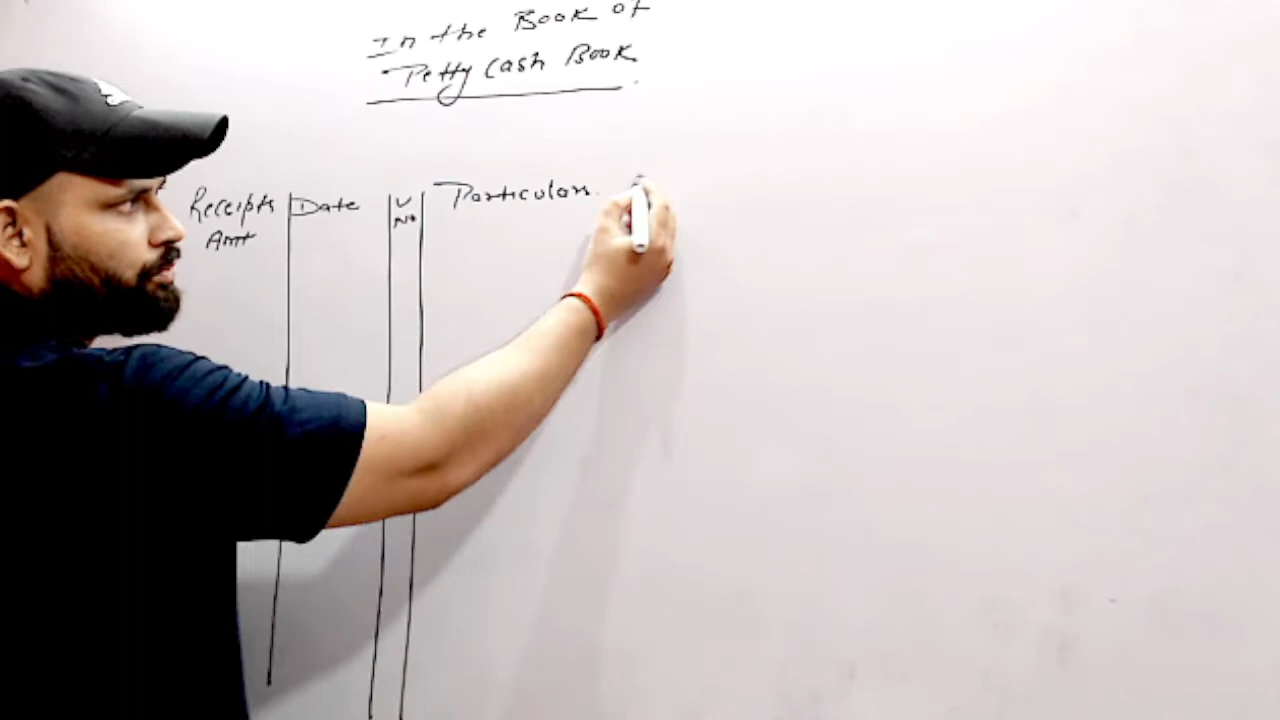 In the Book of
Petty Cash Book
Receipts Date V Particulars
Amt No